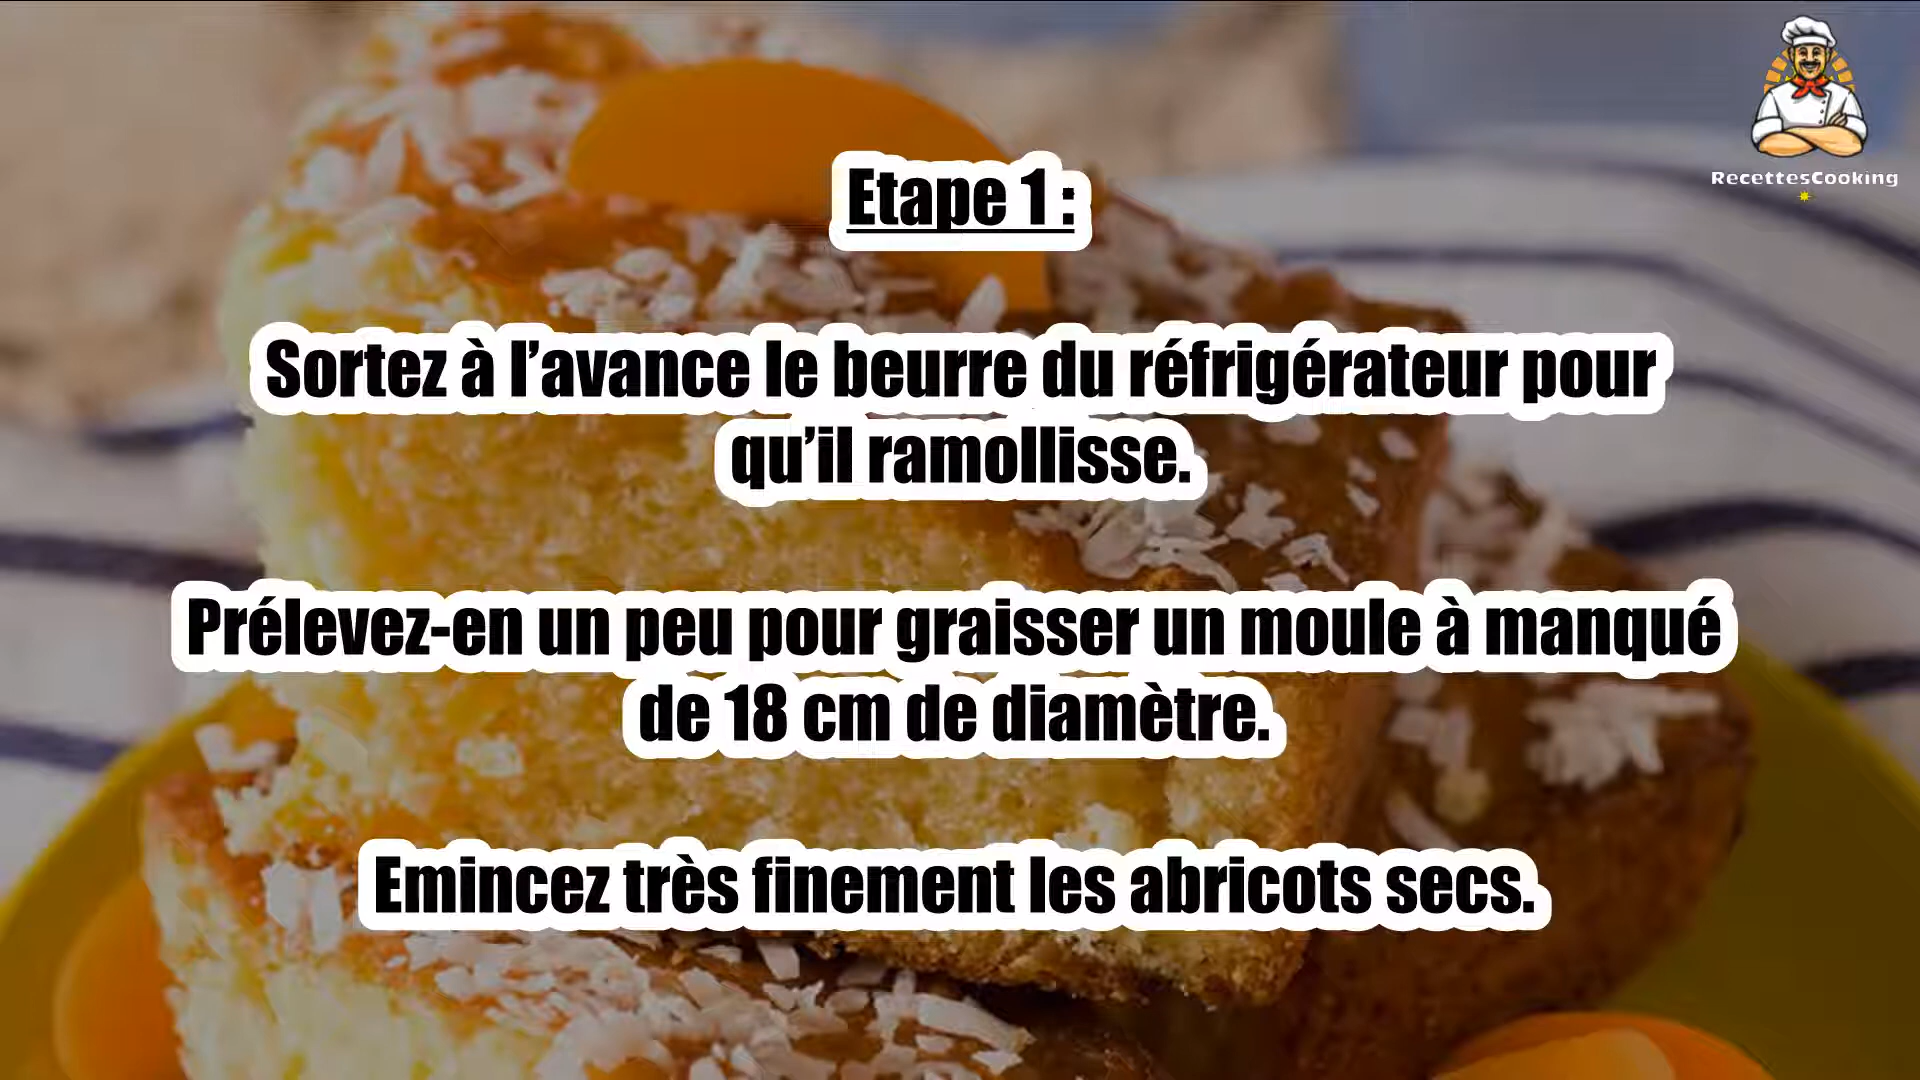 RecettesCooking
Etape 1 :
Sortez à l’avance le beurre du réfrigérateur pour
qu’il ramollisse.
Prélevez-en un peu pour graisser un moule à manqué
de 18 cm de diamètre.
Emincez très finement les abricots secs.